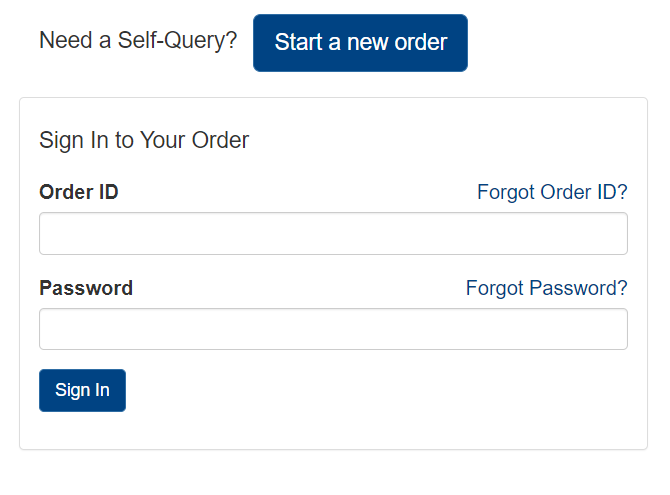 Need a Self-Query? Start a new order
Sign In to Your Order
Order ID Forgot Order ID?
Password Forgot Password?
Sign In